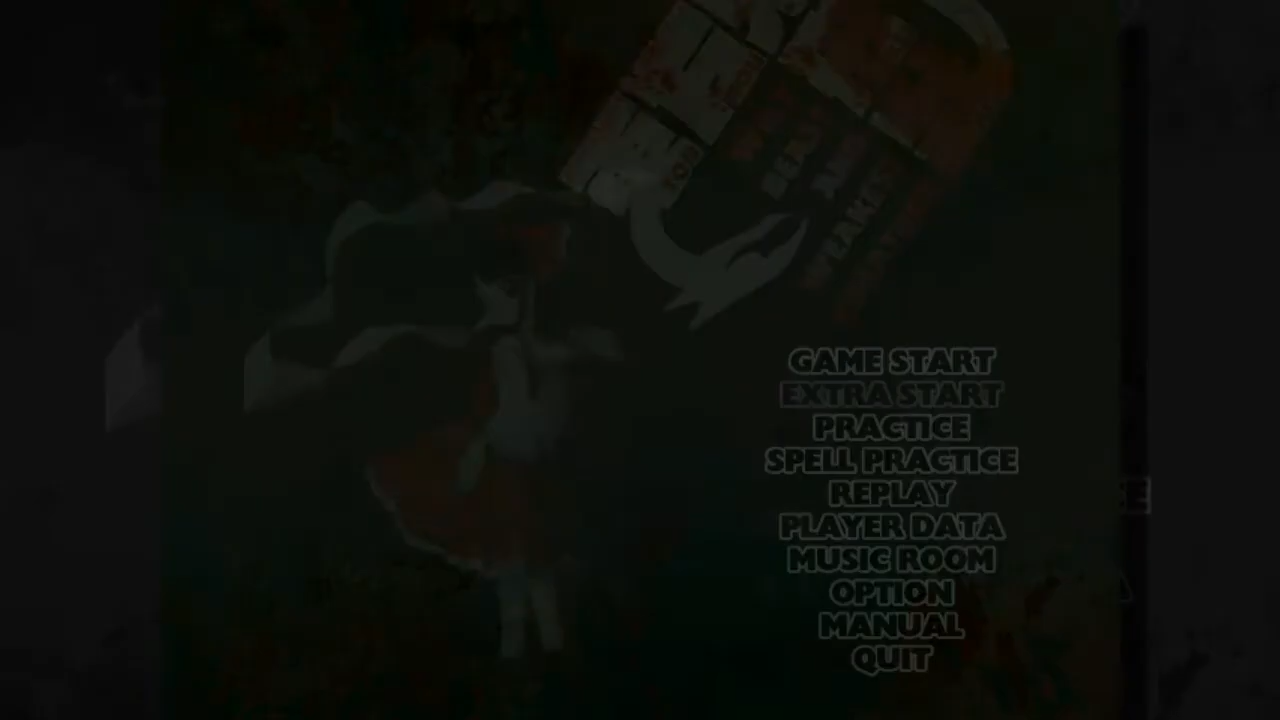 GAME START
EXTRA START
PRACTICE
SPELL PRACTICE
REPLAY
PLAYER DATA
MUSIC ROOM
OPTION
MANUAL
QUIT